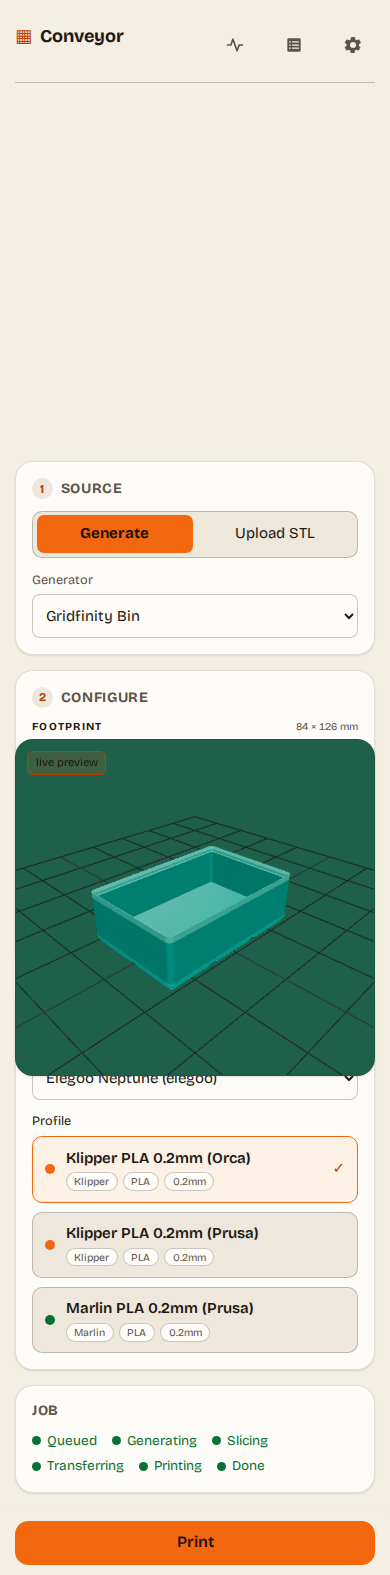 Conveyor
1 SOURCE
Generate Upload STL
Generator
Gridfinity Bin
2 CONFIGURE
FOOTPRINT 84 × 126 mm
live preview
Elegoo Neptune (elegoo)
Profile
Klipper PLA 0.2mm (Orca)
Klipper PLA 0.2mm
Klipper PLA 0.2mm (Prusa)
Klipper PLA 0.2mm
Marlin PLA 0.2mm (Prusa)
Marlin PLA 0.2mm
JOB
Queued Generating Slicing
Transferring Printing Done
Print